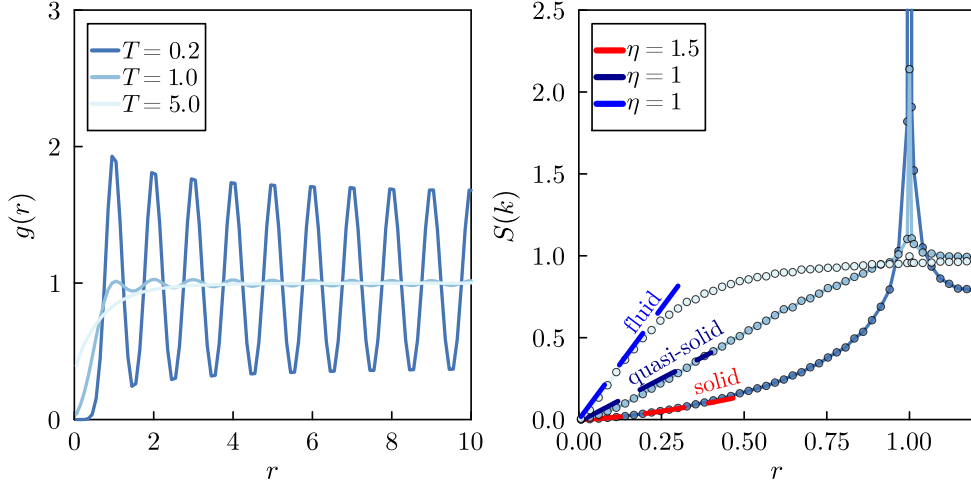 3
2
1
0
g(r)
T = 0.2
T = 1.0
T = 5.0
0 2 4 6 8 10
r
2.5
2.0
1.5
1.0
0.5
0.0
S(k)
η = 1.5
η = 1
η = 1
fluid
quasi-solid
solid
0.00 0.25 0.50 0.75 1.00
r